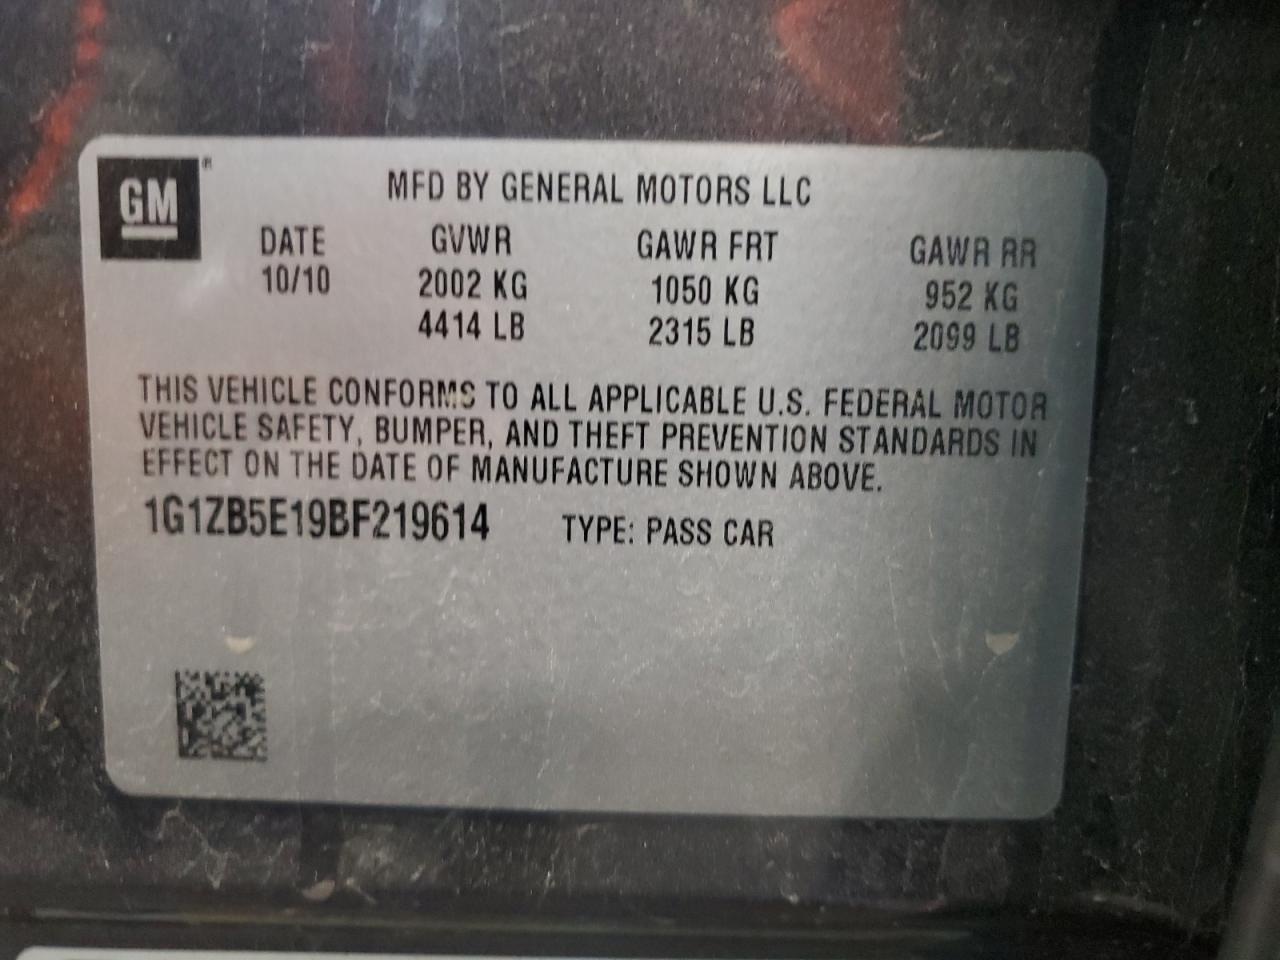 GM
MFD BY GENERAL MOTORS LLC
DATE GVWR GAWR FRT GAWR RR
10/10 2002 KG 1050 KG 952 KG
4414 LB 2315 LB 2099 LB
THIS VEHICLE CONFORMS TO ALL APPLICABLE U.S. FEDERAL MOTOR
VEHICLE SAFETY, BUMPER, AND THEFT PREVENTION STANDARDS IN
EFFECT ON THE DATE OF MANUFACTURE SHOWN ABOVE.
1G1ZB5E19BF219614 TYPE: PASS CAR